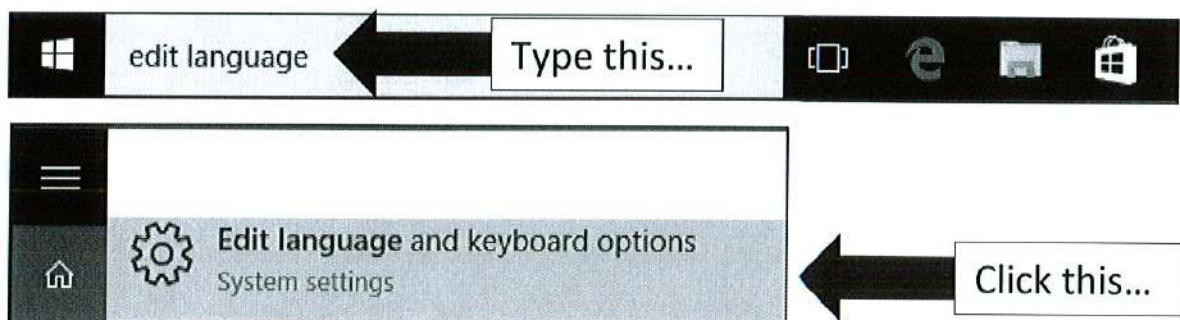 edit language
Type this...
Edit language and keyboard options
System settings
Click this...